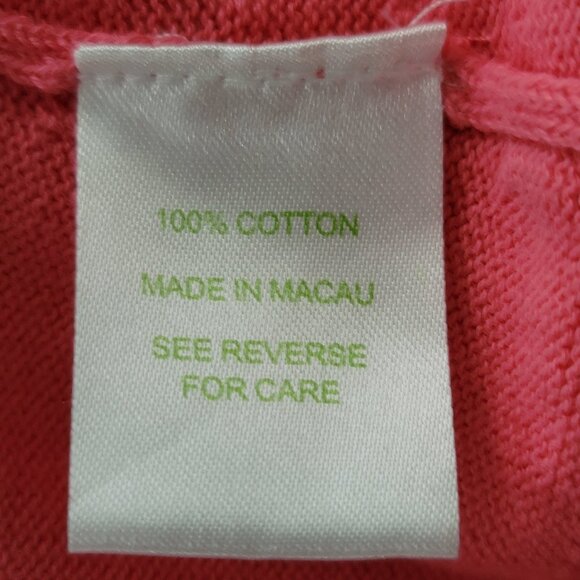 100% COTTON
MADE IN MACAU
SEE REVERSE
FOR CARE